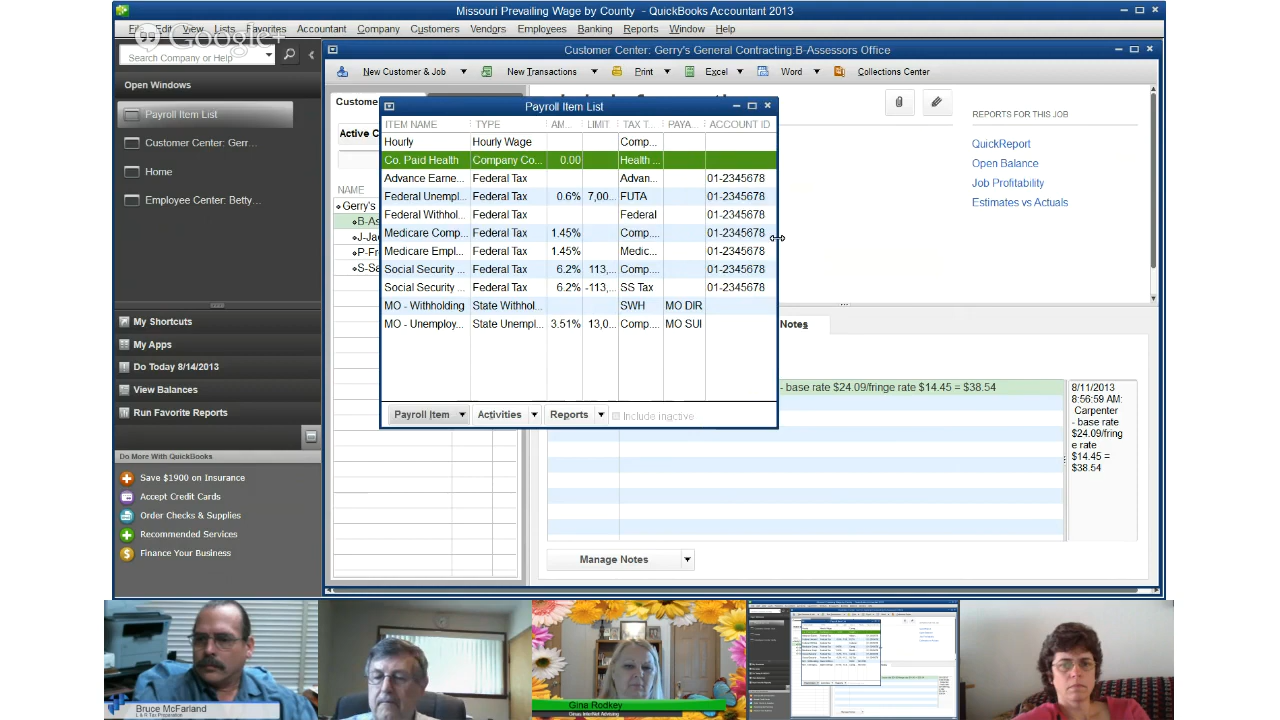 Missouri Prevailing Wage by County - QuickBooks Accountant 2013
File Edit View Lists Favorites Accountant Company Customers Vendors Employees Banking Reports Window Help
Google+
Search Company or Help
Customer Center: Gerry's General Contracting:B-Assessors Office
New Customer & Job New Transactions Print Excel Word Collections Center
Open Windows
Payroll Item List
Customer Center: Gerr...
Home
Employee Center: Betty...
My Shortcuts
My Apps
Do Today 8/14/2013
View Balances
Run Favorite Reports
Do More With QuickBooks
Save $1900 on Insurance
Accept Credit Cards
Order Checks & Supplies
Recommended Services
Finance Your Business
Custome
Active C
NAME
Gerry's
B-As
J-Ja
P-Fr
S-Sa
Payroll Item List
ITEM NAME TYPE AM... LIMIT TAX T... PAYA... ACCOUNT ID
Hourly Hourly Wage Comp...
Co. Paid Health Company Co... 0.00 Health ...
Advance Earne... Federal Tax Advan... 01-2345678
Federal Unempl... Federal Tax 0.6% 7,00... FUTA 01-2345678
Federal Withhol... Federal Tax Federal 01-2345678
Medicare Comp... Federal Tax 1.45% Comp... 01-2345678
Medicare Empl... Federal Tax 1.45% Medic... 01-2345678
Social Security ... Federal Tax 6.2% 113,... Comp... 01-2345678
Social Security ... Federal Tax 6.2% -113,... SS Tax 01-2345678
MO - Withholding State Withhol... SWH MO DIR
MO - Unemploy... State Unempl... 3.51% 13,0... Comp... MO SUI
Payroll Item Activities Reports Include inactive
REPORTS FOR THIS JOB
QuickReport
Open Balance
Job Profitability
Estimates vs Actuals
Notes
- base rate $24.09/fringe rate $14.45 = $38.54
8/11/2013
8:56:59 AM:
Carpenter
- base rate
$24.09/fring
e rate
$14.45 =
$38.54
Manage Notes
Bruce McFarland
L & R Tax Preparation
Gina Rodkey
Ginas InterNet Advising